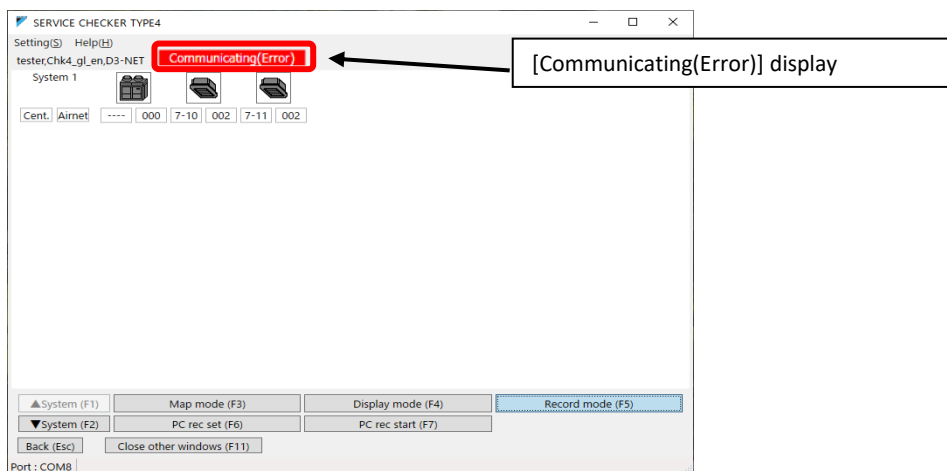 SERVICE CHECKER TYPE4
Setting(S) Help(H)
tester,Chk4_gl_en,D3-NET Communicating(Error)
[Communicating(Error)] display
System 1
Cent. Airnet ---- 000 7-10 002 7-11 002
▲System (F1) Map mode (F3) Display mode (F4) Record mode (F5)
▼System (F2) PC rec set (F6) PC rec start (F7)
Back (Esc) Close other windows (F11)
Port : COM8